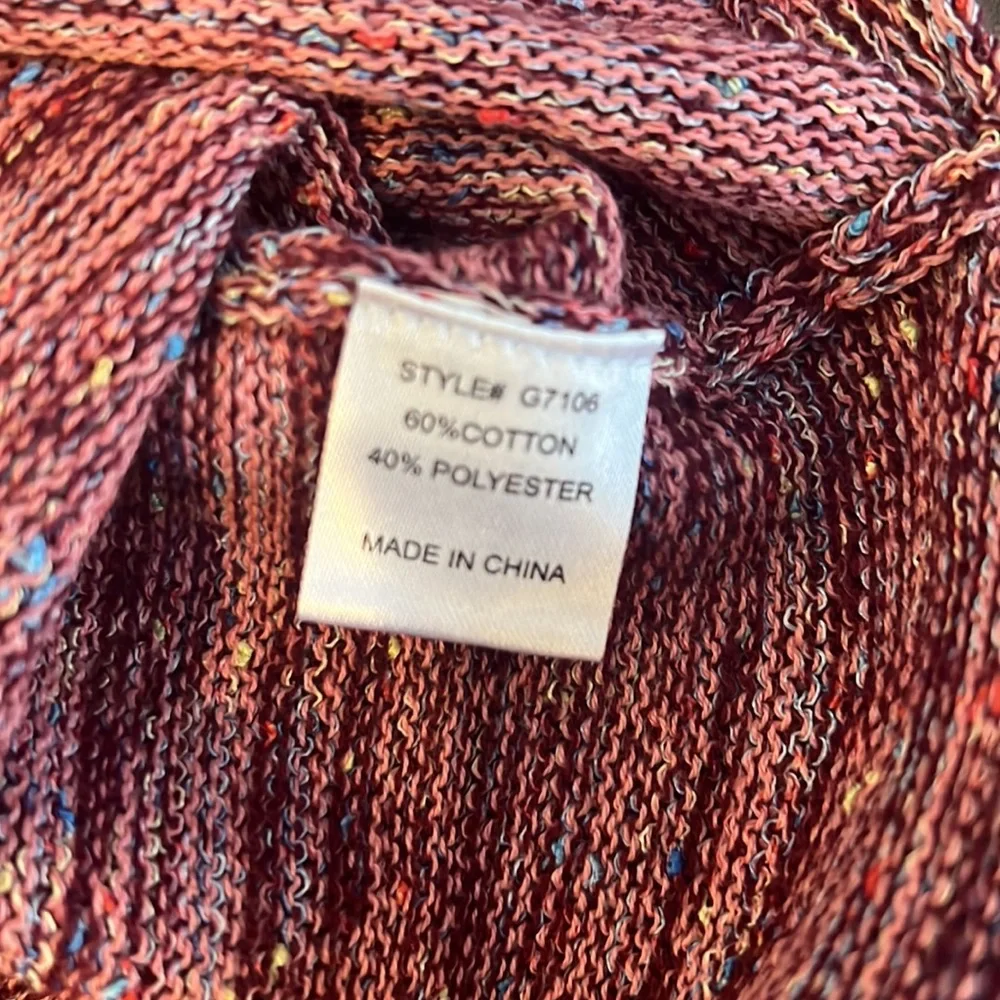 STYLE# G7106
60%COTTON
40% POLYESTER
MADE IN CHINA